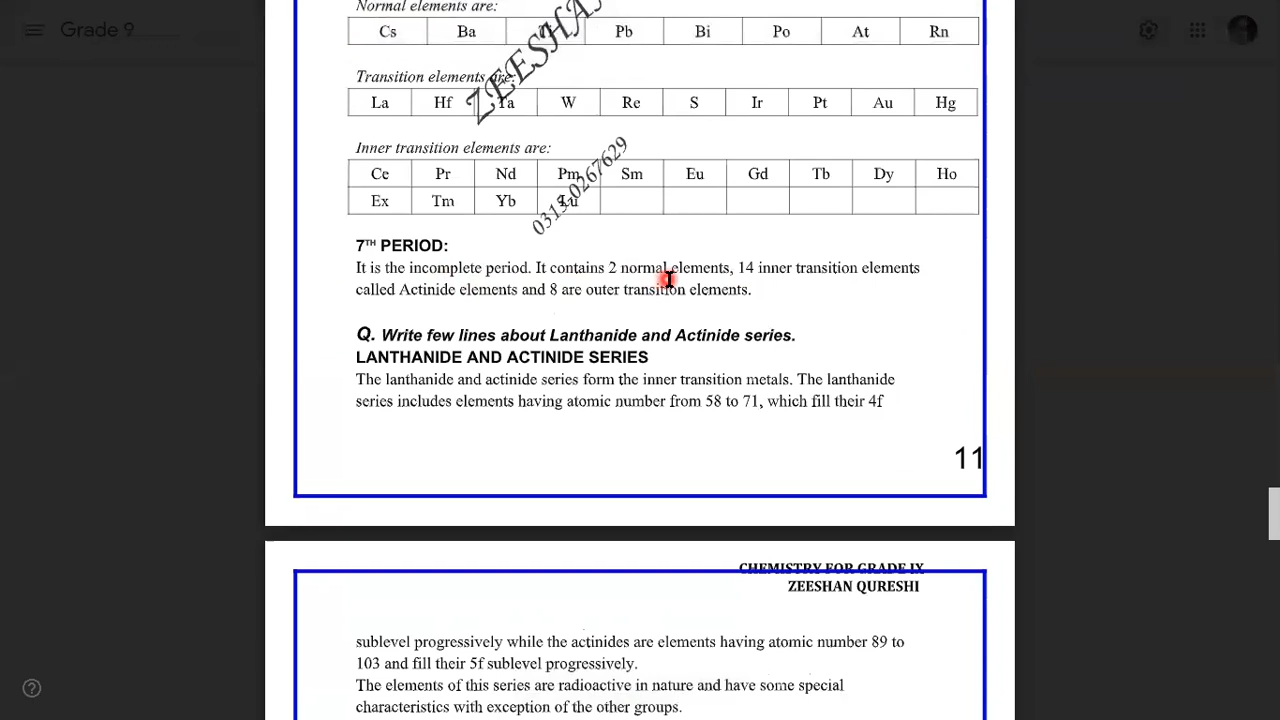 Grade 9
Normal elements are:
Cs Ba Pb Bi Po At Rn
ZEESHA
Transition elements are:
La Hf Ta W Re S Ir Pt Au Hg
Inner transition elements are:
Ce Pr Nd Pm Sm Eu Gd Tb Dy Ho
Ex Tm Yb Lu
0313-0267629
7TH PERIOD:
It is the incomplete period. It contains 2 normal elements, 14 inner transition elements
called Actinide elements and 8 are outer transition elements.
Q. Write few lines about Lanthanide and Actinide series.
LANTHANIDE AND ACTINIDE SERIES
The lanthanide and actinide series form the inner transition metals. The lanthanide
series includes elements having atomic number from 58 to 71, which fill their 4f
11
CHEMISTRY FOR GRADE IX
ZEESHAN QURESHI
sublevel progressively while the actinides are elements having atomic number 89 to
103 and fill their 5f sublevel progressively.
The elements of this series are radioactive in nature and have some special
characteristics with exception of the other groups.